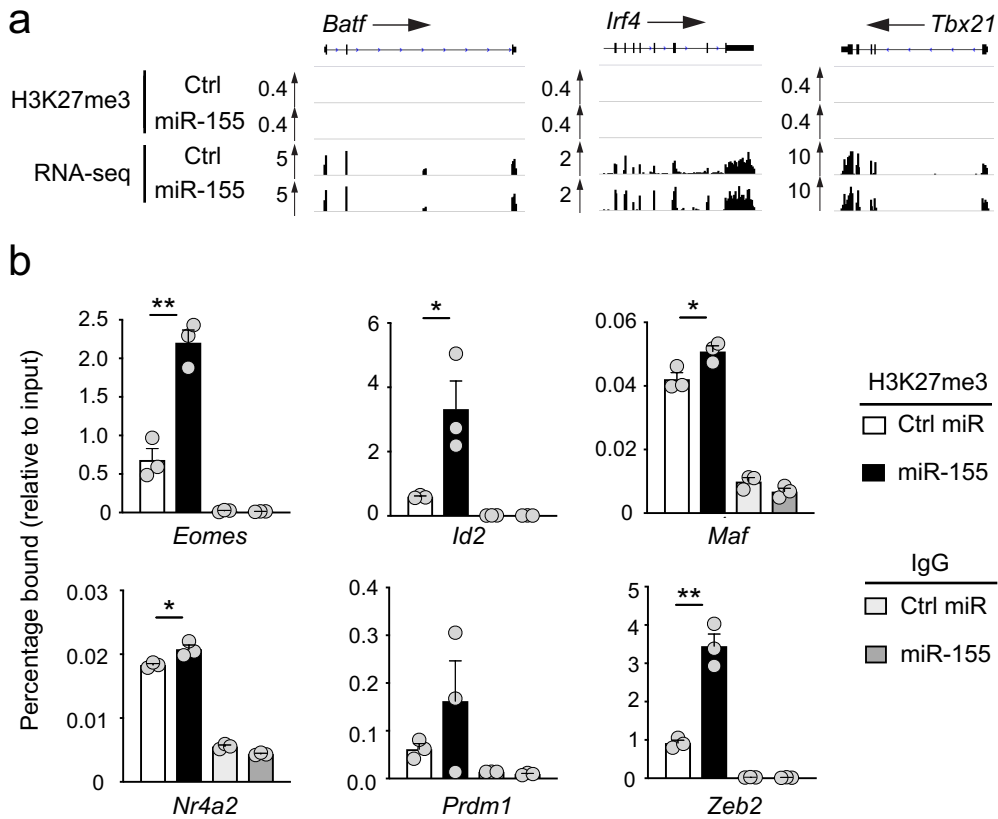 a
Batf Irf4 Tbx21
H3K27me3 Ctrl 0.4 0.4 0.4
miR-155 0.4 0.4 0.4
RNA-seq Ctrl 5 2 10
miR-155 5 2 10
b
Percentage bound (relative to input)
**
2.5
2.0
1.5
1.0
0.5
0
Eomes
*
6
4
2
0
Id2
*
0.06
0.04
0.02
0
Maf
H3K27me3
Ctrl miR
miR-155
*
0.03
0.02
0.01
0
Nr4a2
0.4
0.3
0.2
0.1
0
Prdm1
**
5
4
3
2
1
0
Zeb2
IgG
Ctrl miR
miR-155